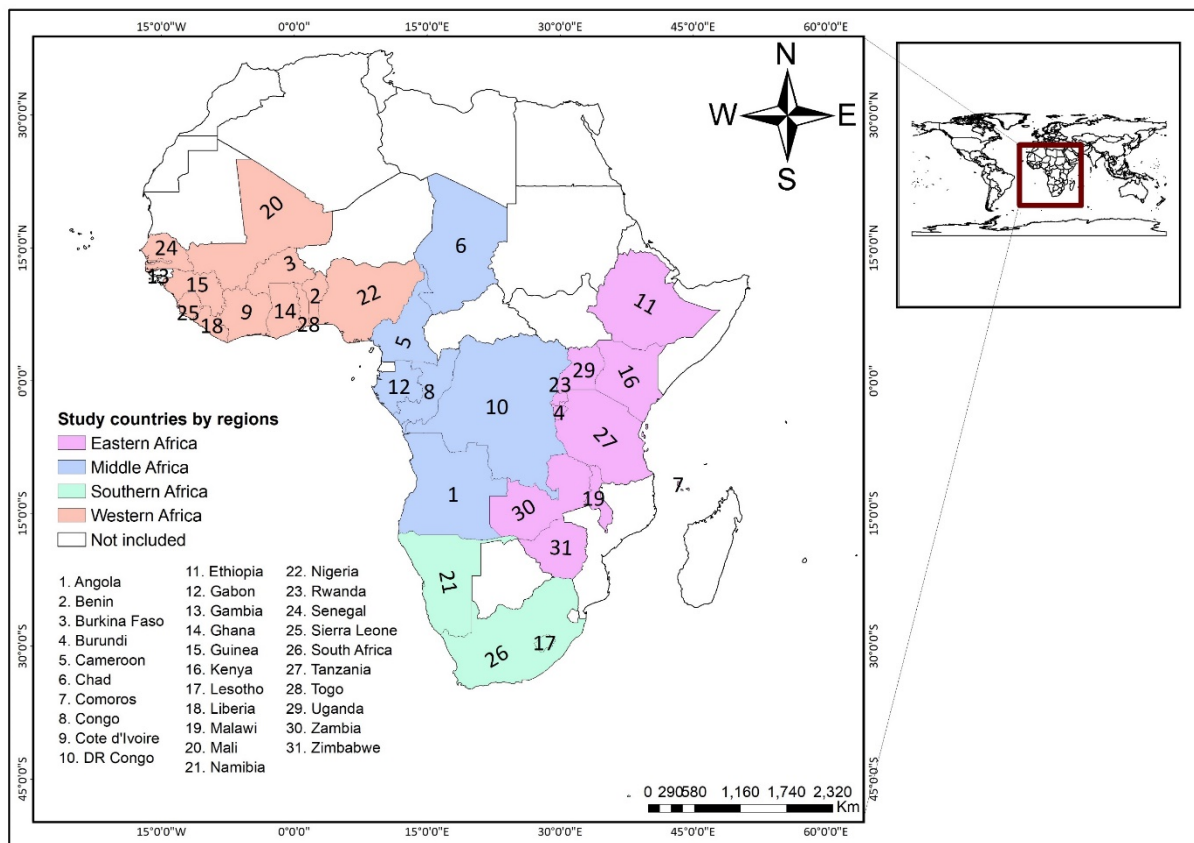 15°0'0"W 0°0'0" 15°0'0"E 30°0'0"E 45°0'0"E 60°0'0"E
N
W E
S
30°0'0"N
30°0'0"N
15°0'0"N
15°0'0"N
0°0'0"
0°0'0"
15°0'0"S
15°0'0"S
30°0'0"S
30°0'0"S
45°0'0"S
45°0'0"S
20
6
24
3
13
15
2
22
11
25
18
9
14
28
5
29
16
23
12
8
10
4
27
7
1
30
19
31
21
26
17
Study countries by regions
Eastern Africa
Middle Africa
Southern Africa
Western Africa
Not included
1. Angola
2. Benin
3. Burkina Faso
4. Burundi
5. Cameroon
6. Chad
7. Comoros
8. Congo
9. Cote d'Ivoire
10. DR Congo
11. Ethiopia
12. Gabon
13. Gambia
14. Ghana
15. Guinea
16. Kenya
17. Lesotho
18. Liberia
19. Malawi
20. Mali
21. Namibia
22. Nigeria
23. Rwanda
24. Senegal
25. Sierra Leone
26. South Africa
27. Tanzania
28. Togo
29. Uganda
30. Zambia
31. Zimbabwe
0 290 580 1,160 1,740 2,320
Km
15°0'0"W 0°0'0" 15°0'0"E 30°0'0"E 45°0'0"E 60°0'0"E